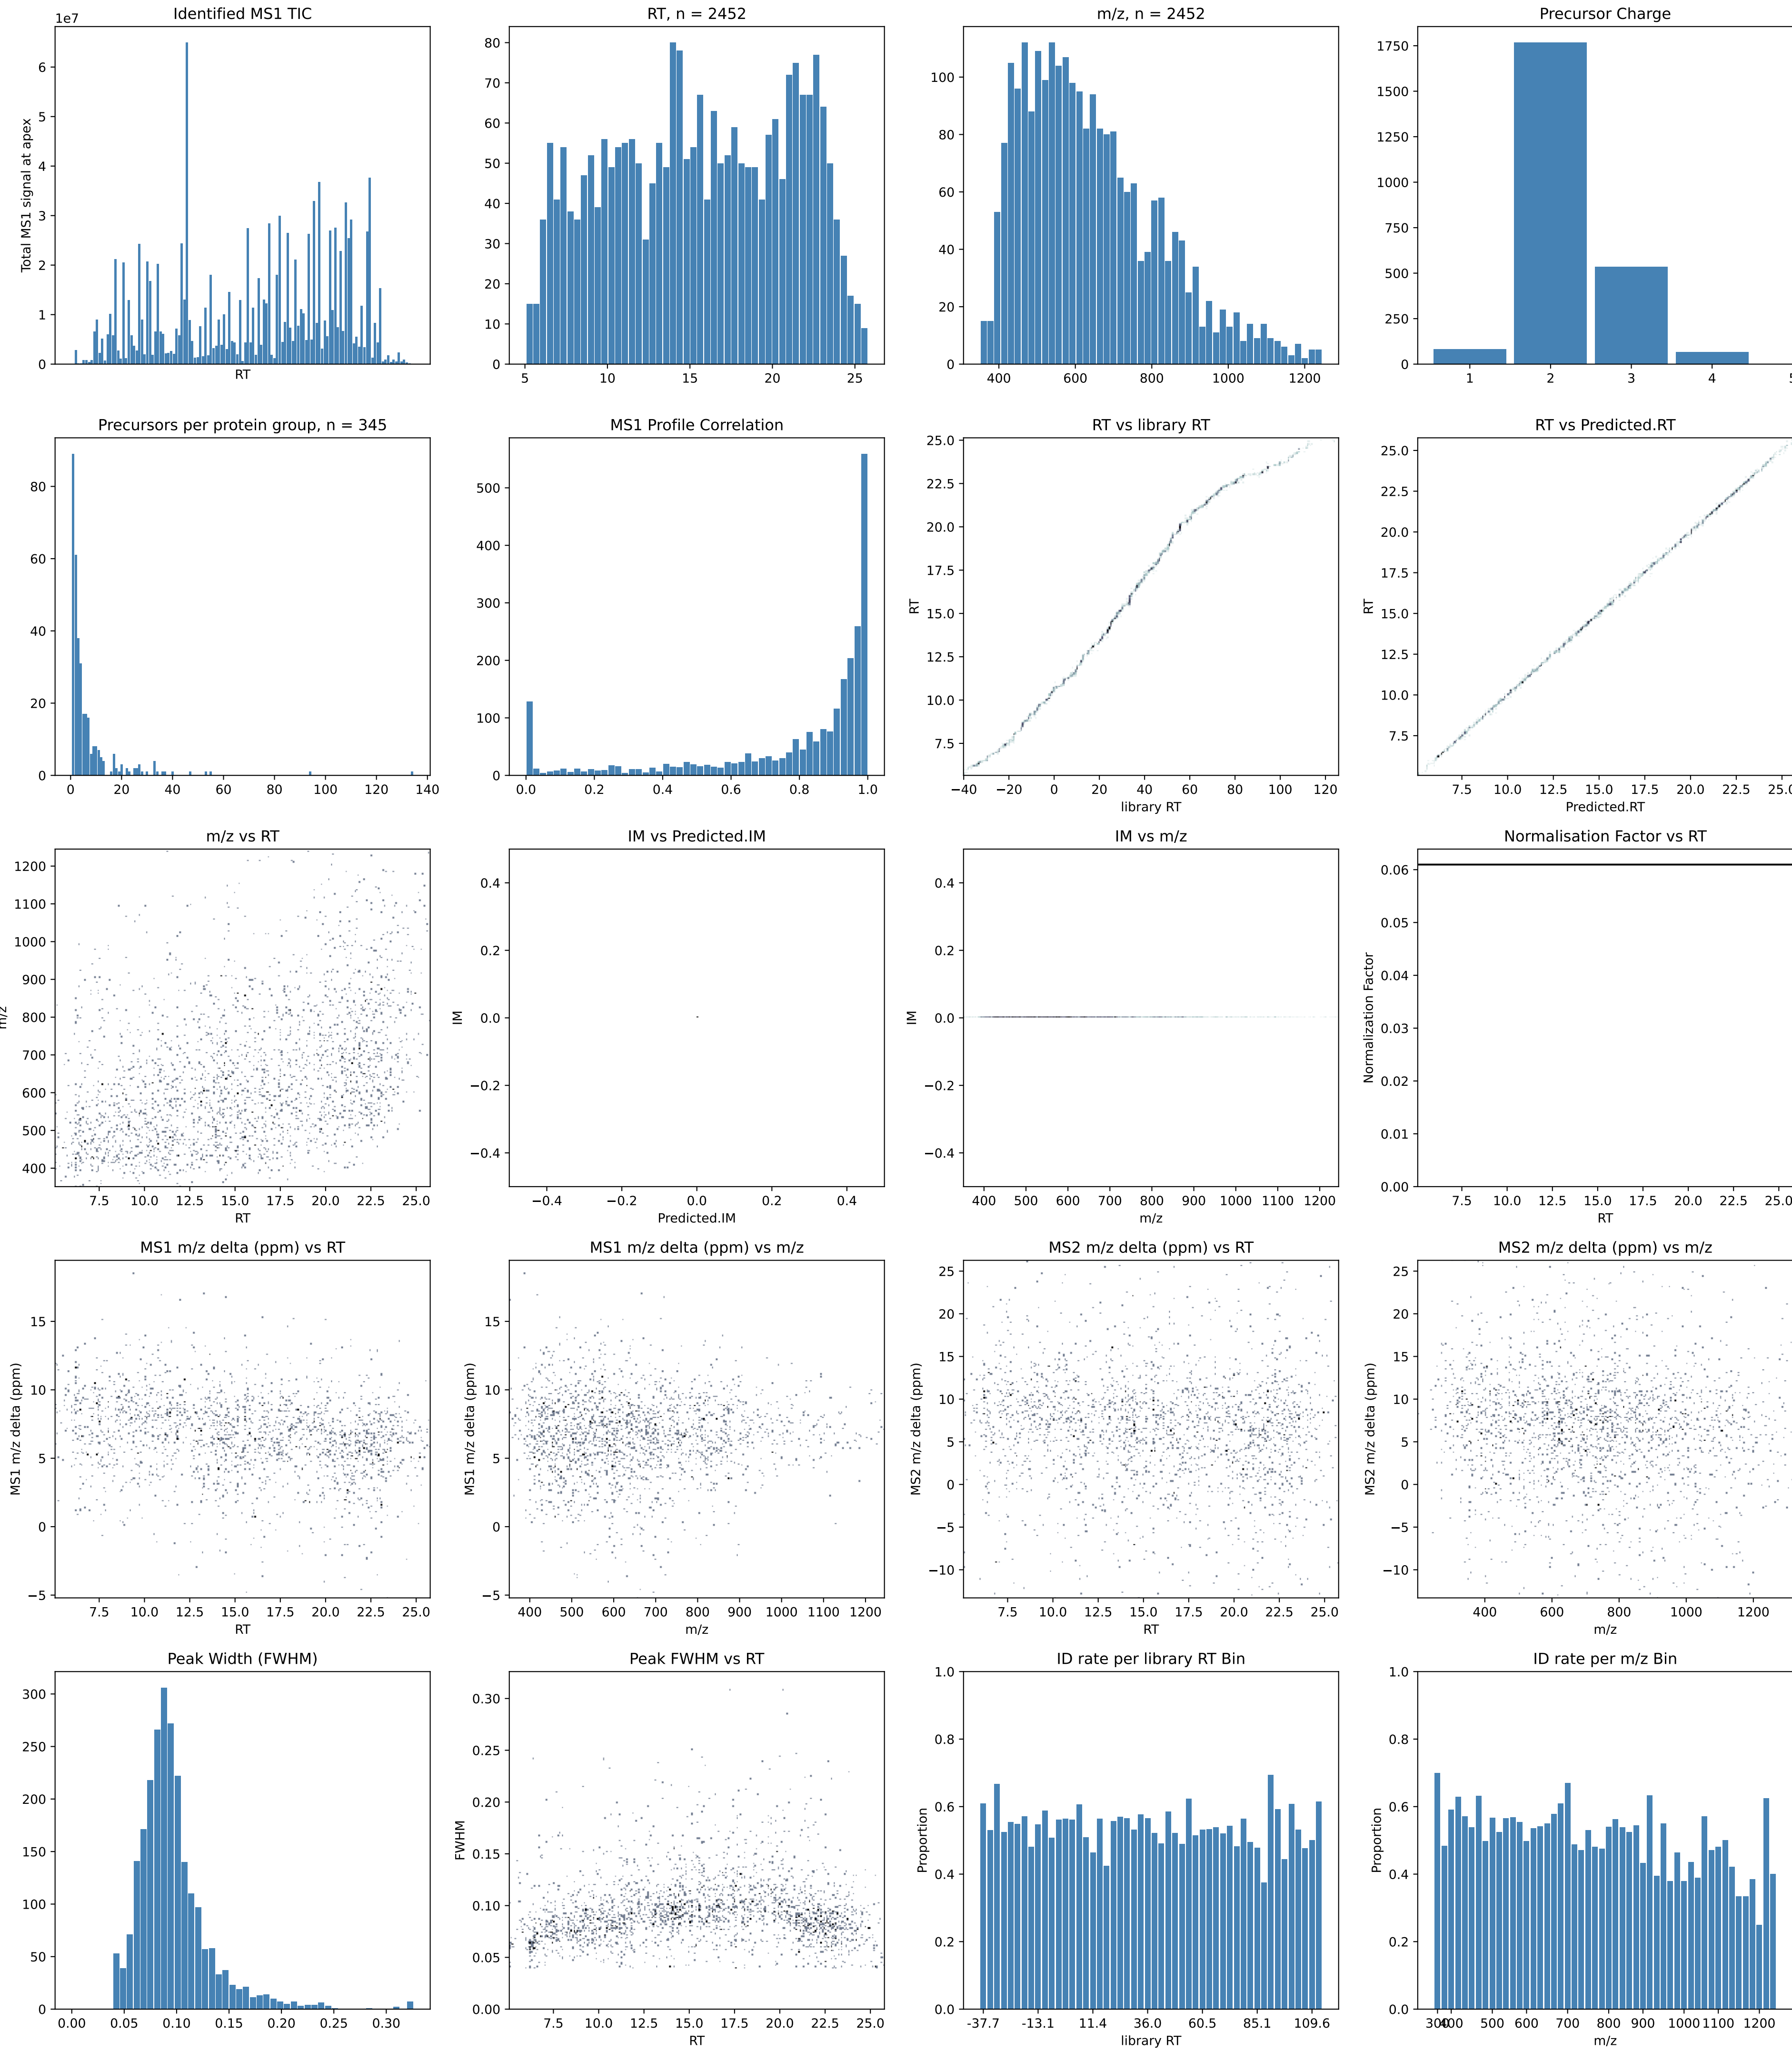 Identified MS1 TIC
1e7
Total MS1 signal at apex
6
5
4
3
2
1
0
RT
RT, n = 2452
80
70
60
50
40
30
20
10
0
5 10 15 20 25
m/z, n = 2452
100
80
60
40
20
0
400 600 800 1000 1200
Precursor Charge
1750
1500
1250
1000
750
500
250
0
1 2 3 4
Precursors per protein group, n = 345
80
60
40
20
0
0 20 40 60 80 100 120 140
MS1 Profile Correlation
500
400
300
200
100
0
0.0 0.2 0.4 0.6 0.8 1.0
RT vs library RT
RT
25.0
22.5
20.0
17.5
15.0
12.5
10.0
7.5
−40 −20 0 20 40 60 80 100 120
library RT
RT vs Predicted.RT
RT
25.0
22.5
20.0
17.5
15.0
12.5
10.0
7.5
7.5 10.0 12.5 15.0 17.5 20.0 22.5 25.0
Predicted.RT
m/z vs RT
m/z
1200
1100
1000
900
800
700
600
500
400
7.5 10.0 12.5 15.0 17.5 20.0 22.5 25.0
RT
IM vs Predicted.IM
IM
0.4
0.2
0.0
−0.2
−0.4
−0.4 −0.2 0.0 0.2 0.4
Predicted.IM
IM vs m/z
IM
0.4
0.2
0.0
−0.2
−0.4
400 500 600 700 800 900 1000 1100 1200
m/z
Normalisation Factor vs RT
Normalization Factor
0.06
0.05
0.04
0.03
0.02
0.01
0.00
7.5 10.0 12.5 15.0 17.5 20.0 22.5 25.0
RT
MS1 m/z delta (ppm) vs RT
MS1 m/z delta (ppm)
15
10
5
0
−5
7.5 10.0 12.5 15.0 17.5 20.0 22.5 25.0
RT
MS1 m/z delta (ppm) vs m/z
MS1 m/z delta (ppm)
15
10
5
0
−5
400 500 600 700 800 900 1000 1100 1200
m/z
MS2 m/z delta (ppm) vs RT
MS2 m/z delta (ppm)
25
20
15
10
5
0
−5
−10
7.5 10.0 12.5 15.0 17.5 20.0 22.5 25.0
RT
MS2 m/z delta (ppm) vs m/z
MS2 m/z delta (ppm)
25
20
15
10
5
0
−5
−10
400 600 800 1000 1200
m/z
Peak Width (FWHM)
300
250
200
150
100
50
0
0.00 0.05 0.10 0.15 0.20 0.25 0.30
Peak FWHM vs RT
FWHM
0.30
0.25
0.20
0.15
0.10
0.05
0.00
7.5 10.0 12.5 15.0 17.5 20.0 22.5 25.0
RT
ID rate per library RT Bin
Proportion
1.0
0.8
0.6
0.4
0.2
0.0
-37.7 -13.1 11.4 36.0 60.5 85.1 109.6
library RT
ID rate per m/z Bin
Proportion
1.0
0.8
0.6
0.4
0.2
0.0
300 400 500 600 700 800 900 1000 1100 1200
m/z